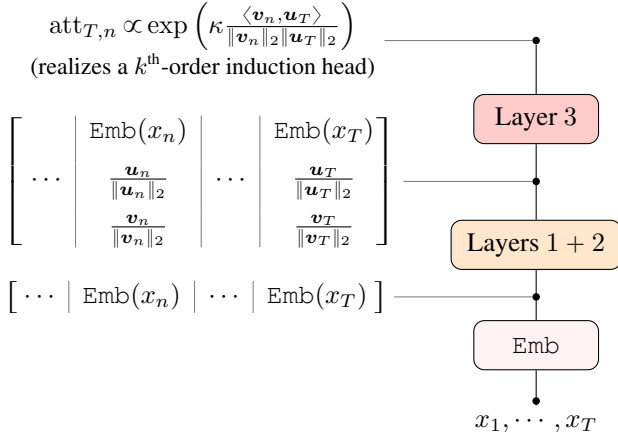 att_{T,n} ∝ exp ( κ ⟨v_n, u_T⟩ / ‖v_n‖_2 ‖u_T‖_2 )
(realizes a k^th-order induction head)
Layer 3
Emb(x_n) Emb(x_T)
⋯ u_n / ‖u_n‖_2 ⋯ u_T / ‖u_T‖_2
v_n / ‖v_n‖_2 v_T / ‖v_T‖_2
Layers 1 + 2
[ ⋯ | Emb(x_n) | ⋯ | Emb(x_T) ]
Emb
x_1, ⋯ , x_T